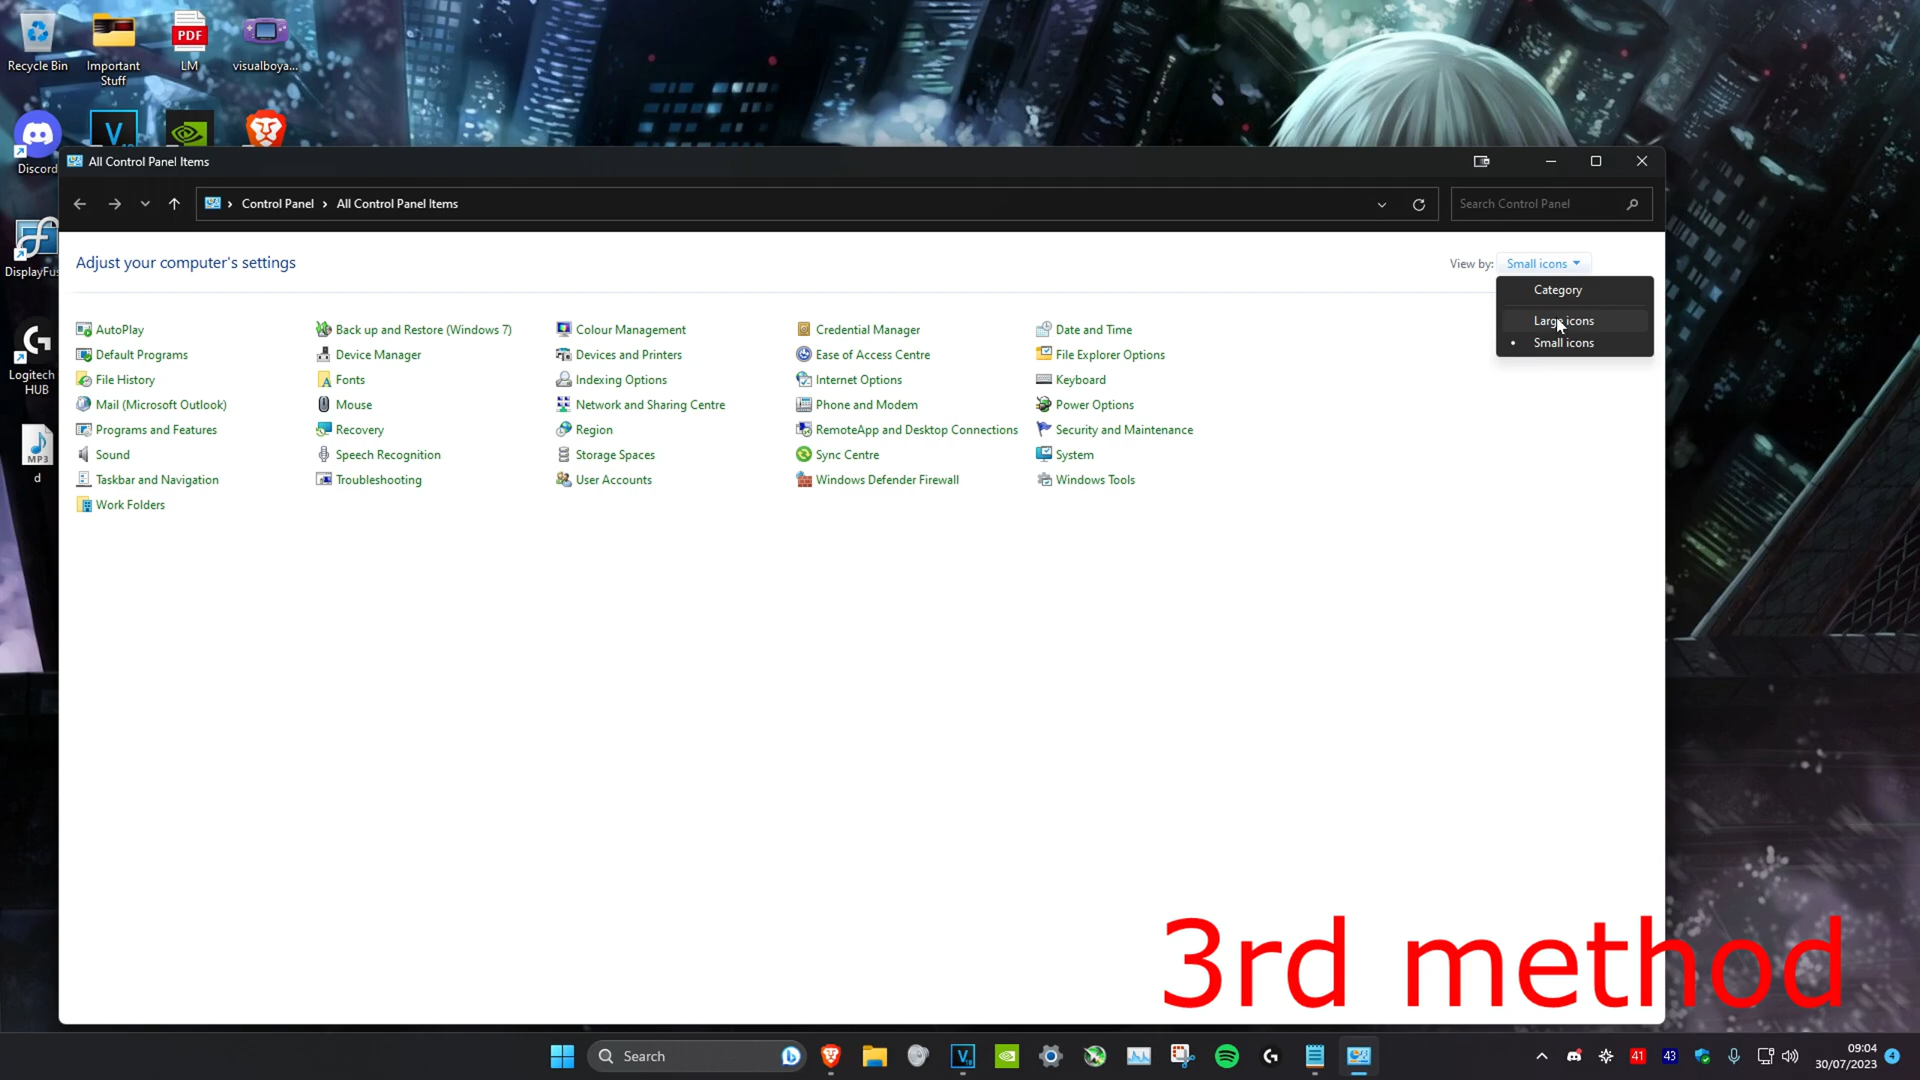 Recycle Bin
Important Stuff
PDF
LM
visualboya...
Discord
DisplayFus
Logitech HUB
MP3
d
All Control Panel Items
Control Panel > All Control Panel Items
Search Control Panel
Adjust your computer's settings
View by: Small icons
Category
Large icons
• Small icons
AutoPlay
Back up and Restore (Windows 7)
Colour Management
Credential Manager
Date and Time
Default Programs
Device Manager
Devices and Printers
Ease of Access Centre
File Explorer Options
File History
Fonts
Indexing Options
Internet Options
Keyboard
Mail (Microsoft Outlook)
Mouse
Network and Sharing Centre
Phone and Modem
Power Options
Programs and Features
Recovery
Region
RemoteApp and Desktop Connections
Security and Maintenance
Sound
Speech Recognition
Storage Spaces
Sync Centre
System
Taskbar and Navigation
Troubleshooting
User Accounts
Windows Defender Firewall
Windows Tools
Work Folders
3rd method
Search
41
43
09:04
30/07/2023
4